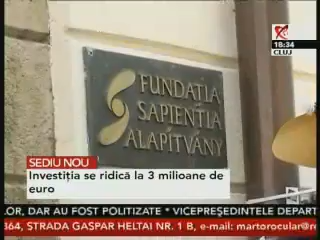 18:34
CLUJ
FUNDAŢIA
SAPIENTIA
ALAPÍTVÁNY
SEDIU NOU
Investiţia se ridică la 3 milioane de
euro
LOR, DAR AU FOST POLITIZATE * VICEPREŞEDINTELE DEPART
364, STRADA GASPAR HELTAI NR. 1 B, e-mail: martorocular@re